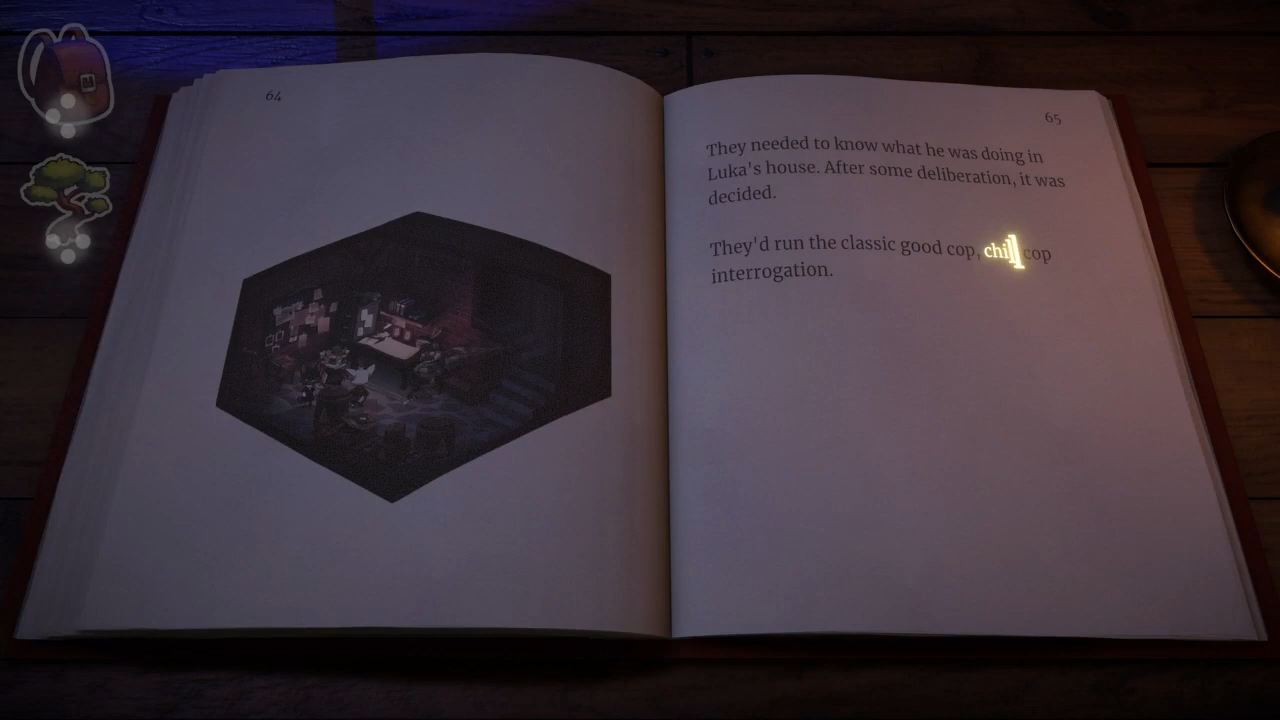 64
65
They needed to know what he was doing in
Luka's house. After some deliberation, it was
decided.
They'd run the classic good cop, chill cop
interrogation.